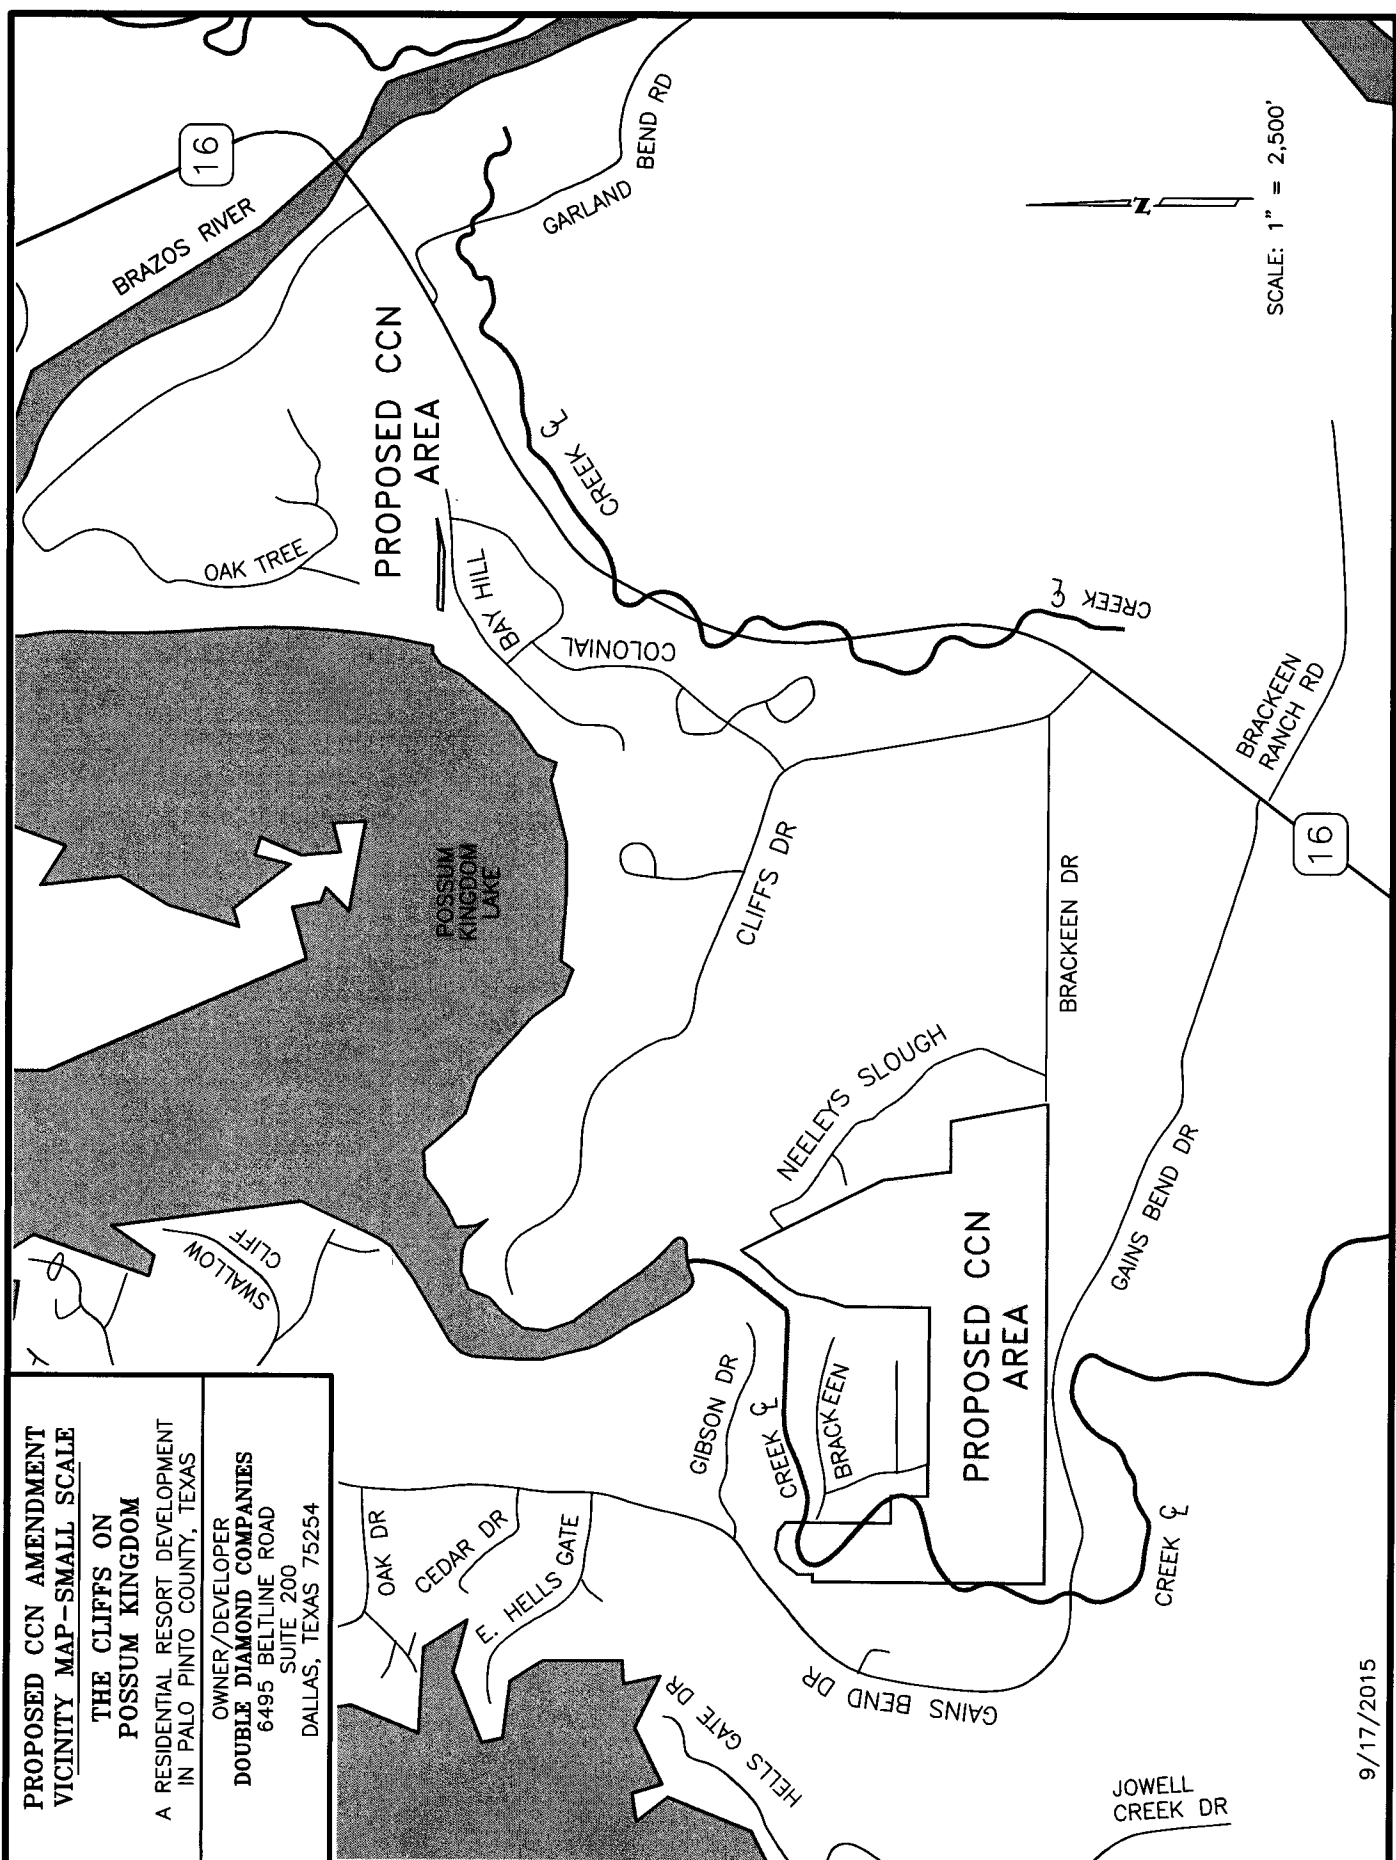 PROPOSED CCN AMENDMENT
VICINITY MAP-SMALL SCALE
THE CLIFFS ON
POSSUM KINGDOM
A RESIDENTIAL RESORT DEVELOPMENT
IN PALO PINTO COUNTY, TEXAS
OWNER/DEVELOPER
DOUBLE DIAMOND COMPANIES
6495 BELTLINE ROAD
SUITE 200
DALLAS, TEXAS 75254
SWALLOW
CLIFF
POSSUM
KINGDOM
LAKE
OAK TREE
BRAZOS RIVER
16
PROPOSED CCN
AREA
BAY HILL
COLONIAL
GARLAND
BEND RD
CREEK ℄
OAK DR
CEDAR DR
E. HELLS GATE
HELLS GATE DR
GIBSON DR
CREEK ℄
BRACKEEN
NEELEYS SLOUGH
CLIFFS DR
PROPOSED CCN
AREA
BRACKEEN DR
CREEK ℄
GAINS BEND DR
GAINS BEND DR
CREEK ℄
BRACKEEN
RANCH RD
16
JOWELL
CREEK DR
N
SCALE: 1" = 2,500'
9/17/2015